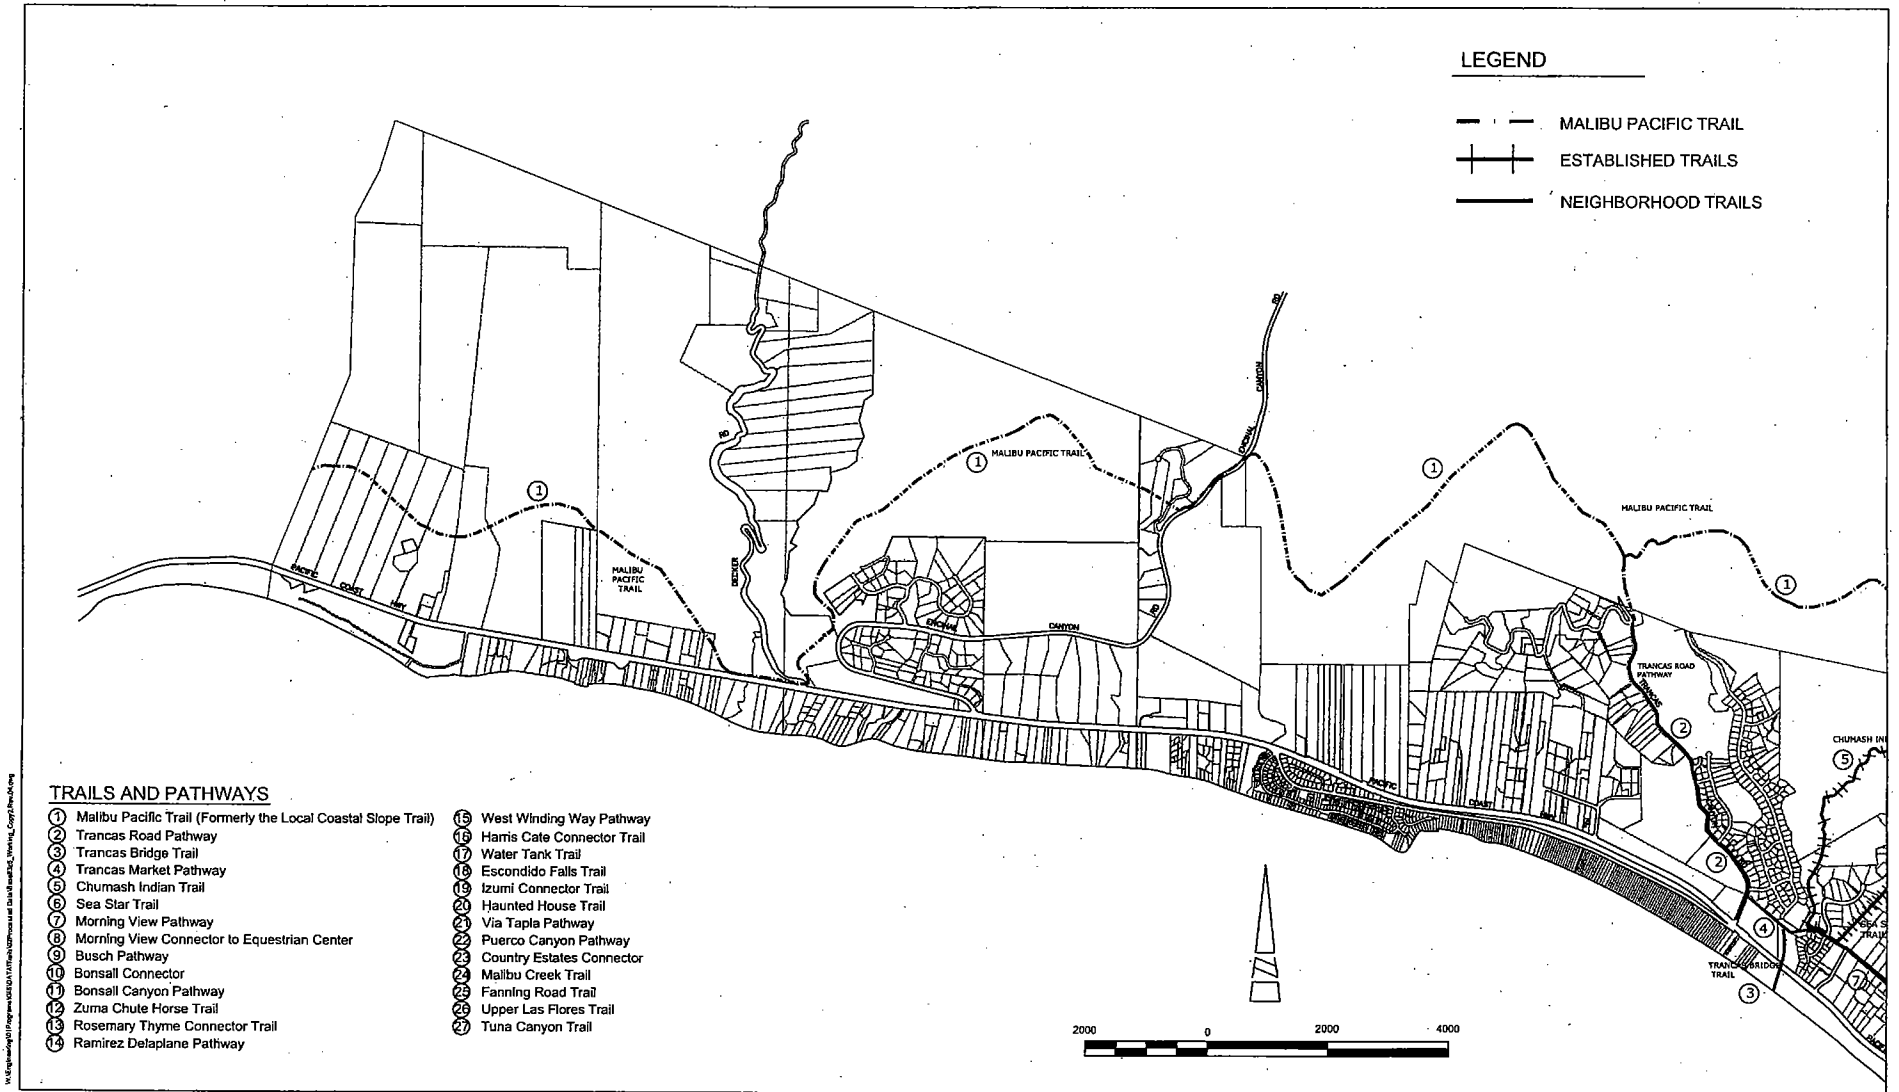 LEGEND
MALIBU PACIFIC TRAIL
ESTABLISHED TRAILS
NEIGHBORHOOD TRAILS
RD
CANYON
ENCINAL
RD
1
MALIBU PACIFIC TRAIL
1
1
MALIBU PACIFIC TRAIL
1
MALIBU
PACIFIC
TRAIL
DECKER
PACIFIC
COAST
HWY
RD
ENCINAL
CANYON
1
TRANCAS ROAD
PATHWAY
TRANCAS
2
CHUMASH IN
5
PACIFIC
COAST
HWY
2
4
SEA S
TRAIL
TRANCAS BRIDGE
TRAIL
3
7
PACIF
TRAILS AND PATHWAYS
1 Malibu Pacific Trail (Formerly the Local Coastal Slope Trail)
2 Trancas Road Pathway
3 Trancas Bridge Trail
4 Trancas Market Pathway
5 Chumash Indian Trail
6 Sea Star Trail
7 Morning View Pathway
8 Morning View Connector to Equestrian Center
9 Busch Pathway
10 Bonsall Connector
11 Bonsall Canyon Pathway
12 Zuma Chute Horse Trail
13 Rosemary Thyme Connector Trail
14 Ramirez Delaplane Pathway
15 West Winding Way Pathway
16 Harris Cate Connector Trail
17 Water Tank Trail
18 Escondido Falls Trail
19 Izumi Connector Trail
20 Haunted House Trail
21 Via Tapia Pathway
22 Puerco Canyon Pathway
23 Country Estates Connector
24 Malibu Creek Trail
25 Fanning Road Trail
26 Upper Las Flores Trail
27 Tuna Canyon Trail
2000 0 2000 4000